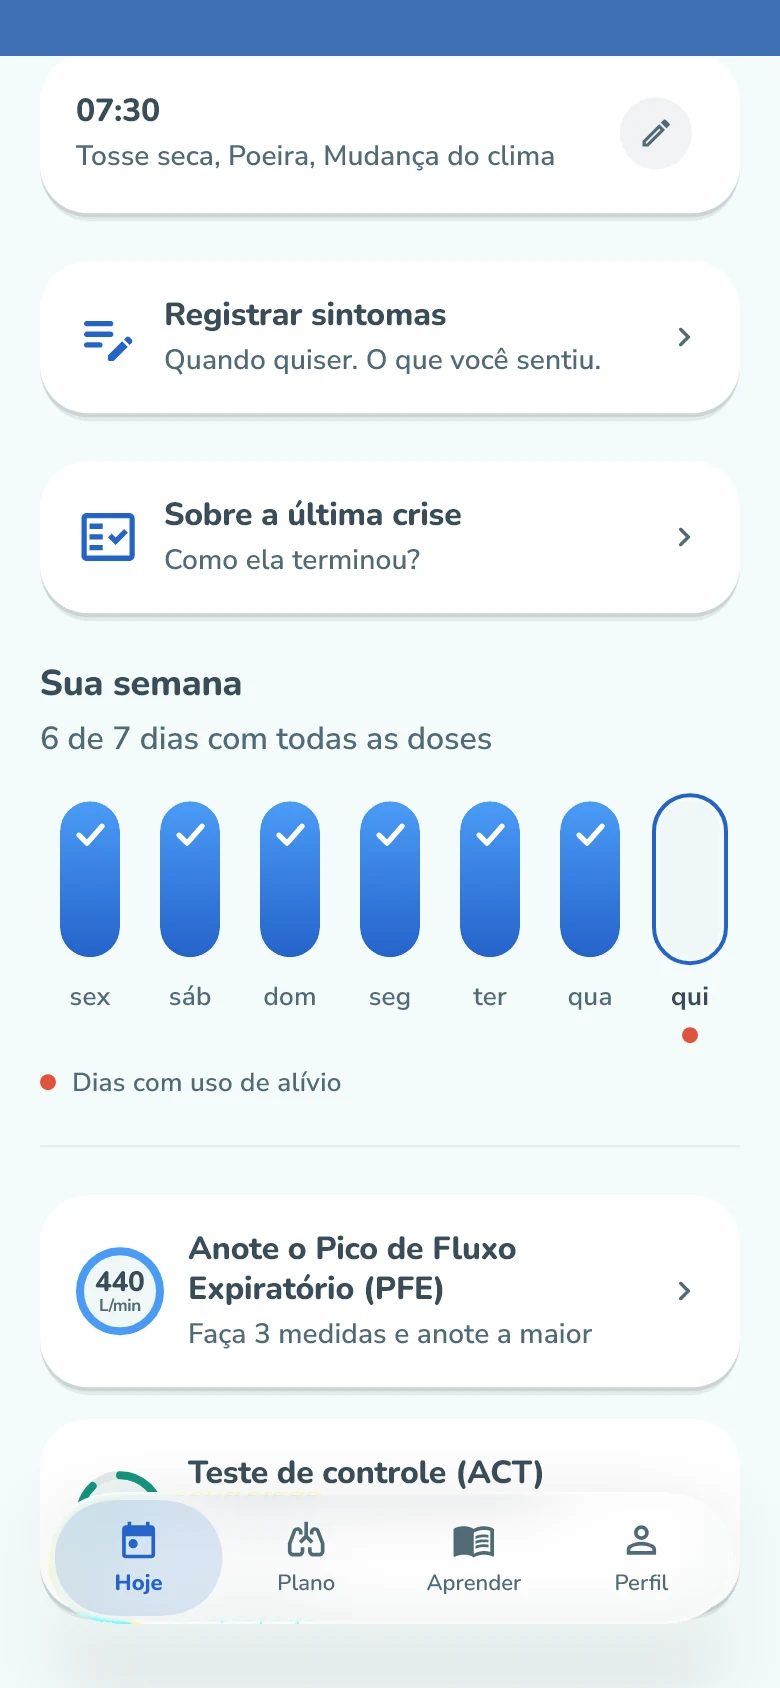 07:30
Tosse seca, Poeira, Mudança do clima
Registrar sintomas
Quando quiser. O que você sentiu.
Sobre a última crise
Como ela terminou?
Sua semana
6 de 7 dias com todas as doses
sex sáb dom seg ter qua qui
Dias com uso de alívio
Anote o Pico de Fluxo
Expiratório (PFE)
440
L/min
Faça 3 medidas e anote a maior
Teste de controle (ACT)
Hoje Plano Aprender Perfil